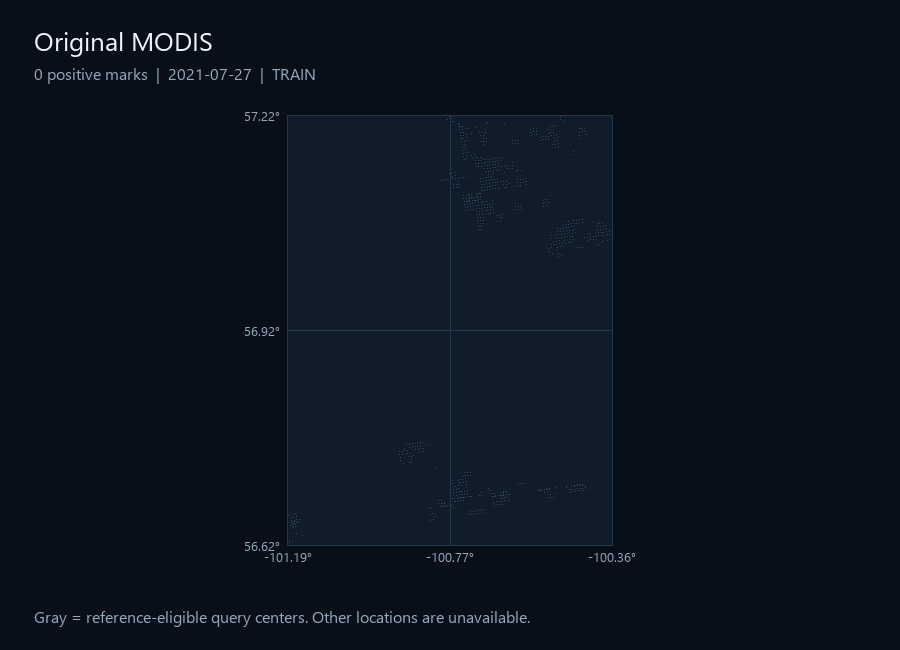 Original MODIS
0 positive marks | 2021-07-27 | TRAIN
57.22°
56.92°
56.62°
-101.19°
-100.77°
-100.36°
Gray = reference-eligible query centers. Other locations are unavailable.